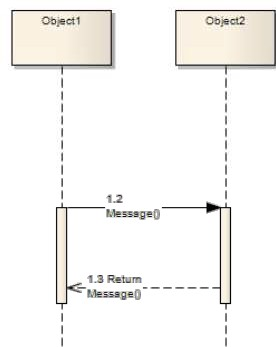 Object1
Object2
1.2
Message()
1.3 Return
Message()